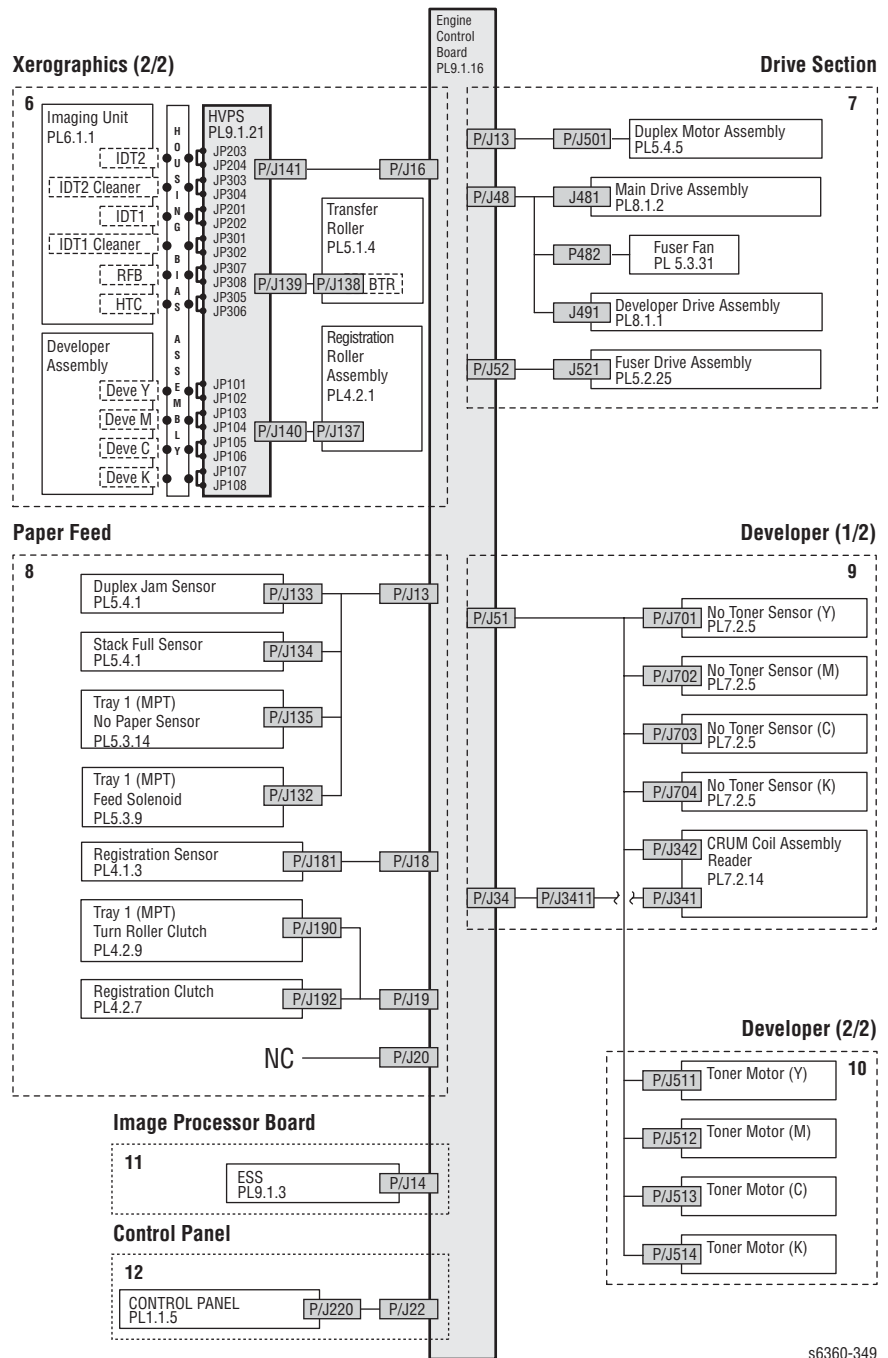 Engine
Control
Board
PL9.1.16
Xerographics (2/2)
6
Imaging Unit
PL6.1.1
IDT2
IDT2 Cleaner
IDT1
IDT1 Cleaner
RFB
HTC
Developer
Assembly
Deve Y
Deve M
Deve C
Deve K
HOUSING BIAS ASSEMBLY
HVPS
PL9.1.21
JP203
JP204
JP303
JP304
JP201
JP202
JP301
JP302
JP307
JP308
JP305
JP306
JP101
JP102
JP103
JP104
JP105
JP106
JP107
JP108
P/J141
P/J16
Transfer
Roller
PL5.1.4
P/J139
P/J138
BTR
Registration
Roller
Assembly
PL4.2.1
P/J140
P/J137
Drive Section
7
P/J13
P/J501
Duplex Motor Assembly
PL5.4.5
P/J48
J481
Main Drive Assembly
PL8.1.2
P482
Fuser Fan
PL 5.3.31
J491
Developer Drive Assembly
PL8.1.1
P/J52
J521
Fuser Drive Assembly
PL5.2.25
Paper Feed
8
Duplex Jam Sensor
PL5.4.1
P/J133
P/J13
Stack Full Sensor
PL5.4.1
P/J134
Tray 1 (MPT)
No Paper Sensor
PL5.3.14
P/J135
Tray 1 (MPT)
Feed Solenoid
PL5.3.9
P/J132
Registration Sensor
PL4.1.3
P/J181
P/J18
Tray 1 (MPT)
Turn Roller Clutch
PL4.2.9
P/J190
Registration Clutch
PL4.2.7
P/J192
P/J19
NC
P/J20
Developer (1/2)
9
P/J51
P/J701
No Toner Sensor (Y)
PL7.2.5
P/J702
No Toner Sensor (M)
PL7.2.5
P/J703
No Toner Sensor (C)
PL7.2.5
P/J704
No Toner Sensor (K)
PL7.2.5
P/J342
CRUM Coil Assembly
Reader
PL7.2.14
P/J34
P/J3411
P/J341
Developer (2/2)
10
P/J511
Toner Motor (Y)
P/J512
Toner Motor (M)
P/J513
Toner Motor (C)
P/J514
Toner Motor (K)
Image Processor Board
11
ESS
PL9.1.3
P/J14
Control Panel
12
CONTROL PANEL
PL1.1.5
P/J220
P/J22
s6360-349